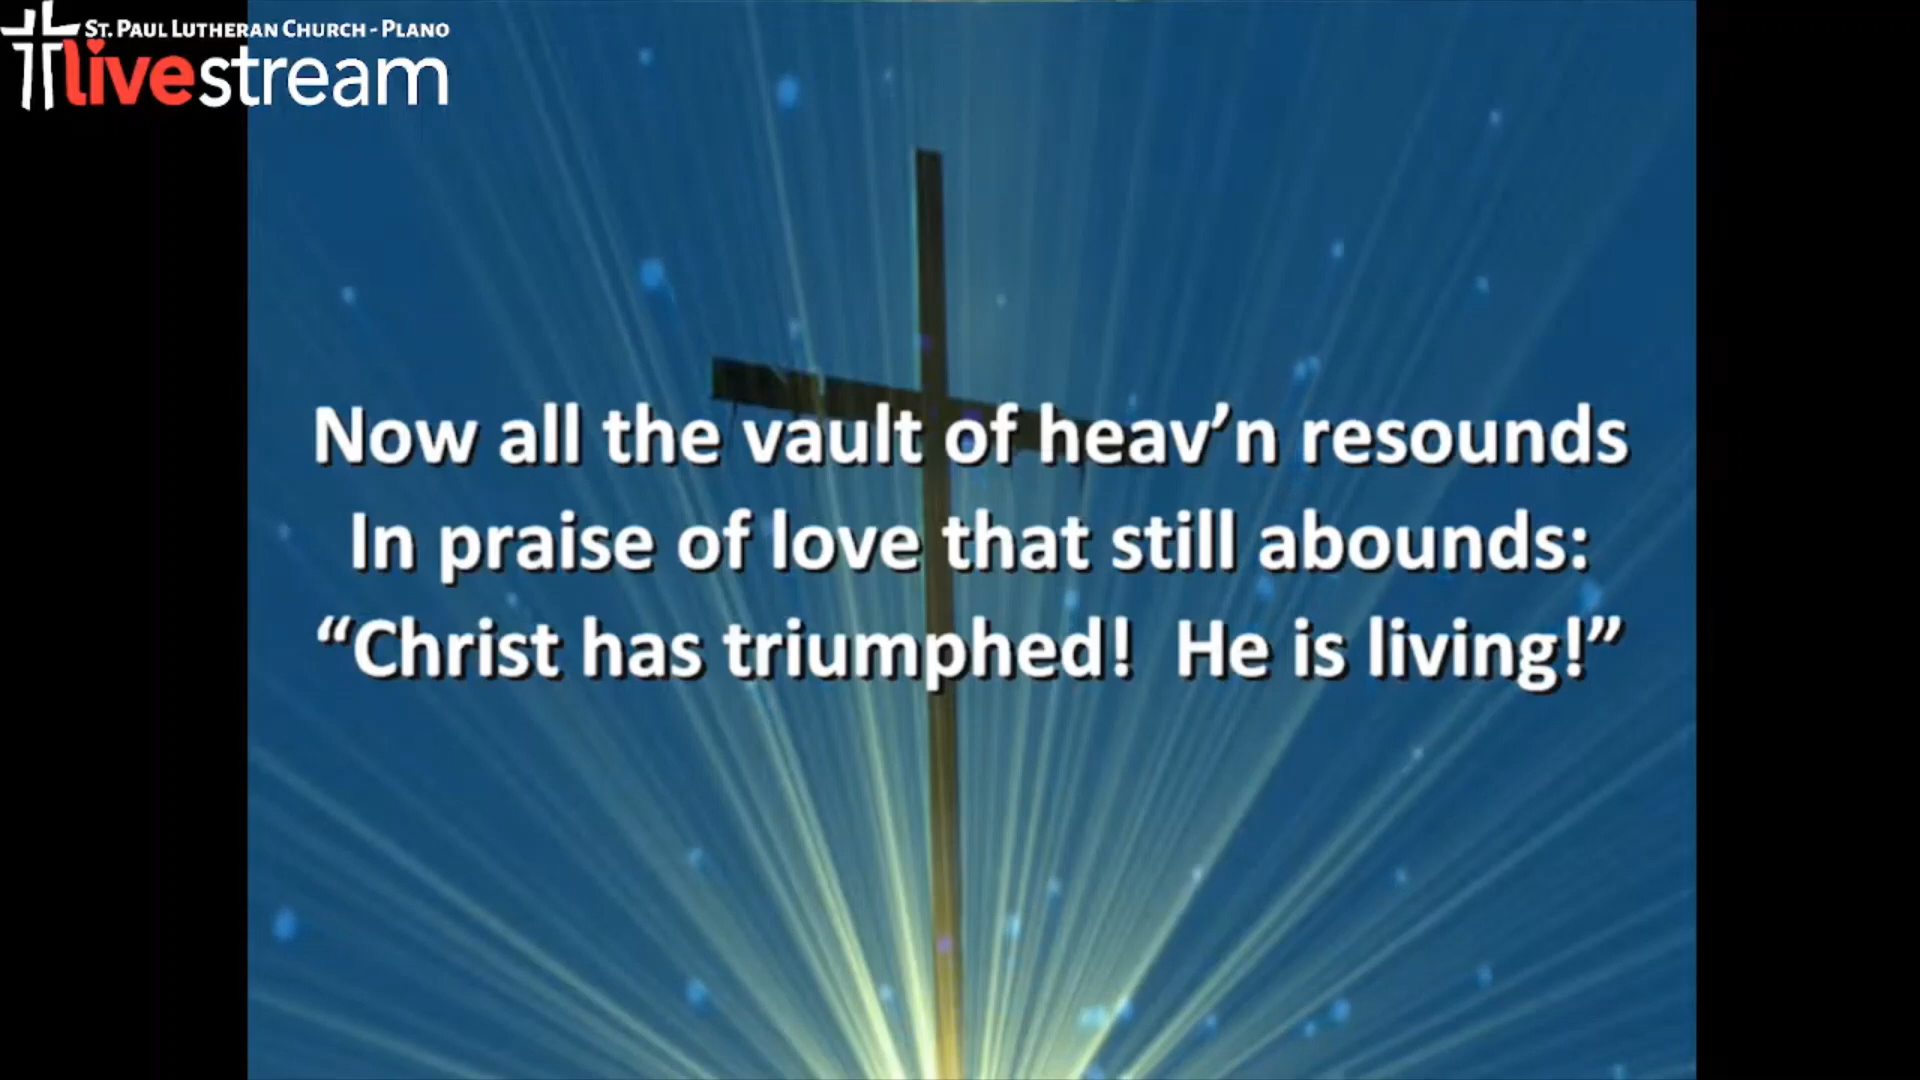 St. Paul Lutheran Church - Plano
livestream
Now all the vault of heav’n resounds
In praise of love that still abounds:
“Christ has triumphed!  He is living!”